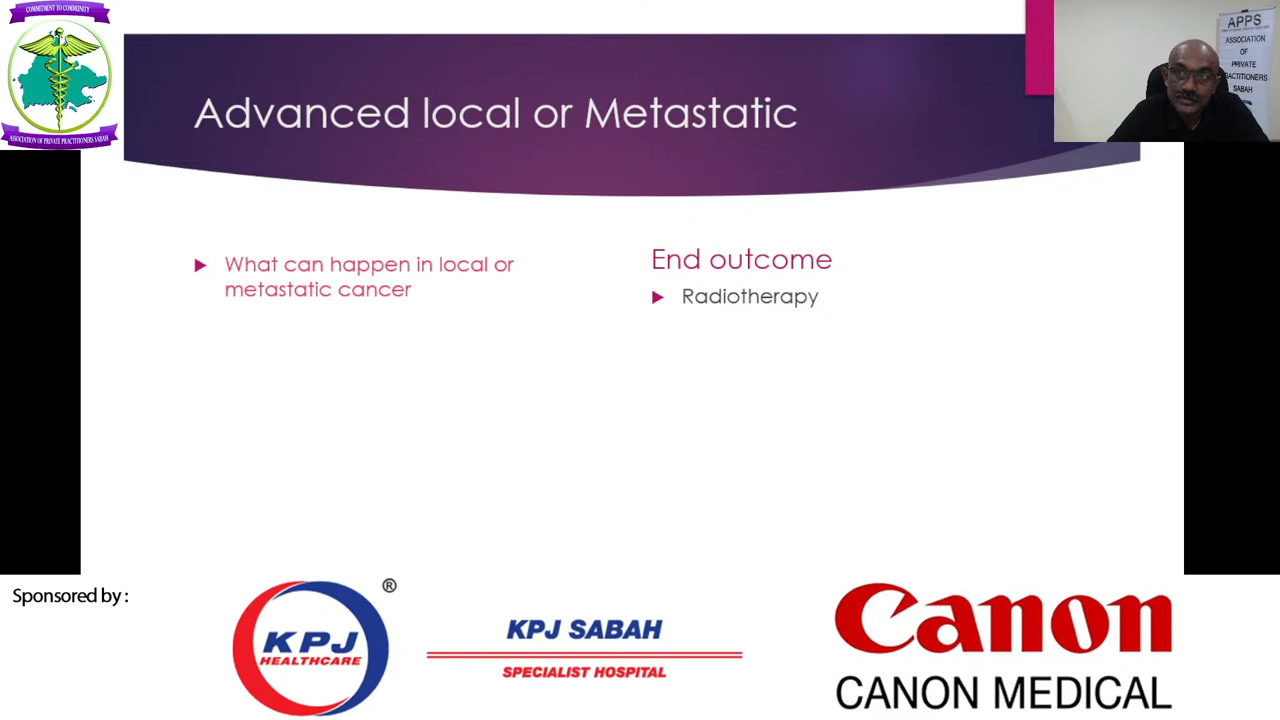 COMMITMENT TO COMMUNITY
ASSOCIATION OF PRIVATE PRACTITIONERS SABAH
Advanced local or Metastatic
APPS
ASSOCIATION
OF
PRIVATE
PRACTITIONERS
SABAH
What can happen in local or
metastatic cancer
End outcome
Radiotherapy
Sponsored by :
KPJ
HEALTHCARE
®
KPJ SABAH
SPECIALIST HOSPITAL
Canon
CANON MEDICAL